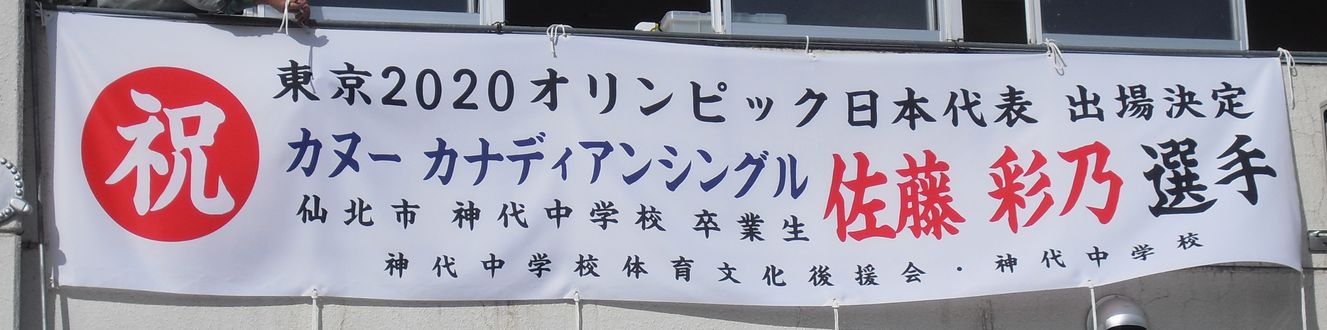 祝
東京2020オリンピック日本代表 出場決定
カヌー カナディアンシングル 佐藤 彩乃 選手
仙北市 神代中学校 卒業生
神代中学校体育文化後援会・神代中学校